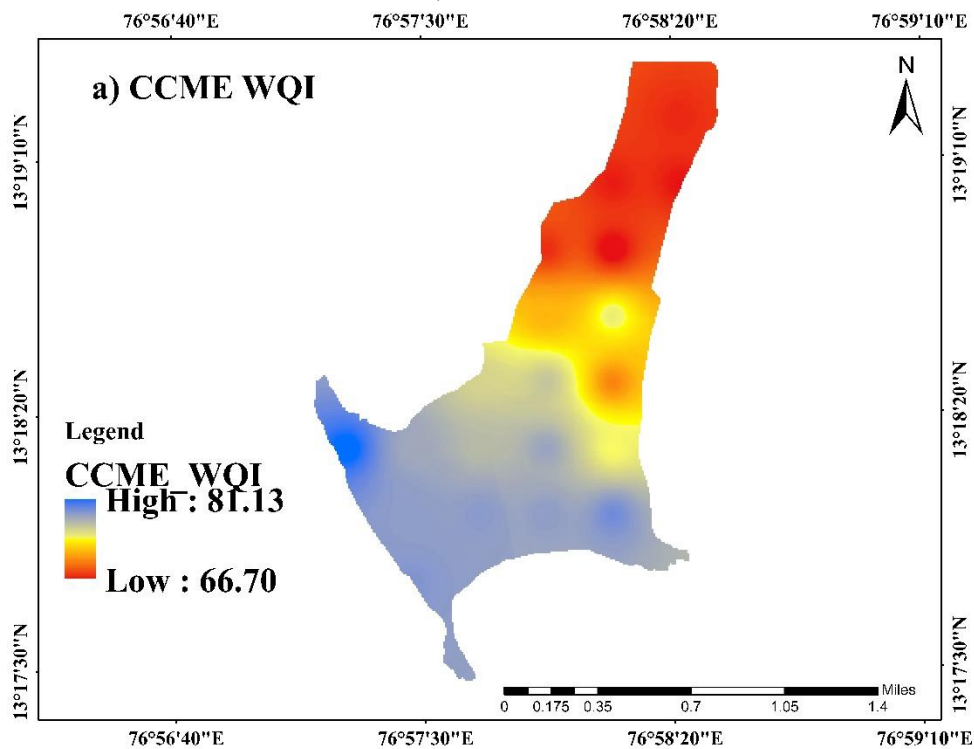 76°56'40"E 76°57'30"E 76°58'20"E 76°59'10"E
a) CCME WQI
N
13°19'10"N 13°19'10"N
13°18'20"N 13°18'20"N
Legend
CCME_WQI
High : 81.13
Low : 66.70
13°17'30"N 13°17'30"N
Miles
0 0.175 0.35 0.7 1.05 1.4
76°56'40"E 76°57'30"E 76°58'20"E 76°59'10"E